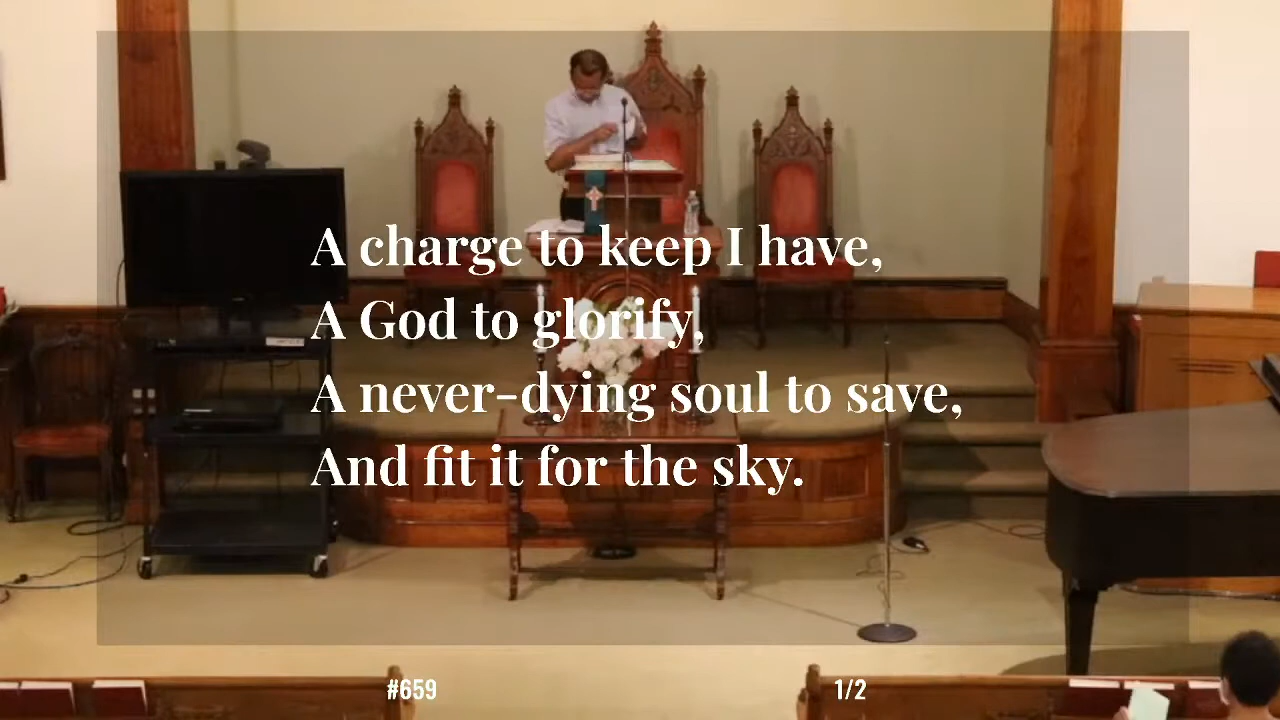 A charge to keep I have,
A God to glorify,
A never-dying soul to save,
And fit it for the sky.
#659
1/2